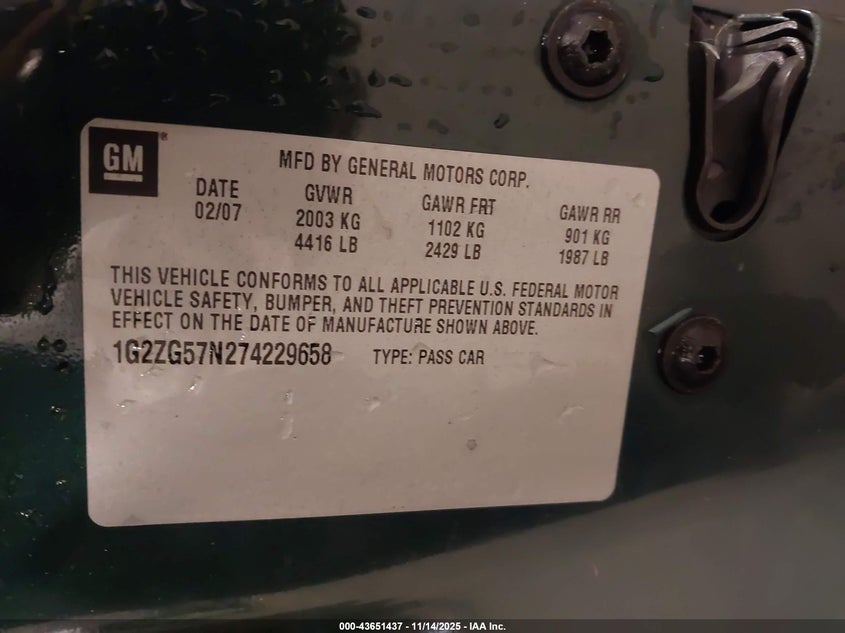 GM
MFD BY GENERAL MOTORS CORP.
DATE GVWR GAWR FRT GAWR RR
02/07 2003 KG 1102 KG 901 KG
4416 LB 2429 LB 1987 LB
THIS VEHICLE CONFORMS TO ALL APPLICABLE U.S. FEDERAL MOTOR
VEHICLE SAFETY, BUMPER, AND THEFT PREVENTION STANDARDS IN
EFFECT ON THE DATE OF MANUFACTURE SHOWN ABOVE.
1G2ZG57N274229658 TYPE: PASS CAR
000-43651437 - 11/14/2025 - IAA Inc.